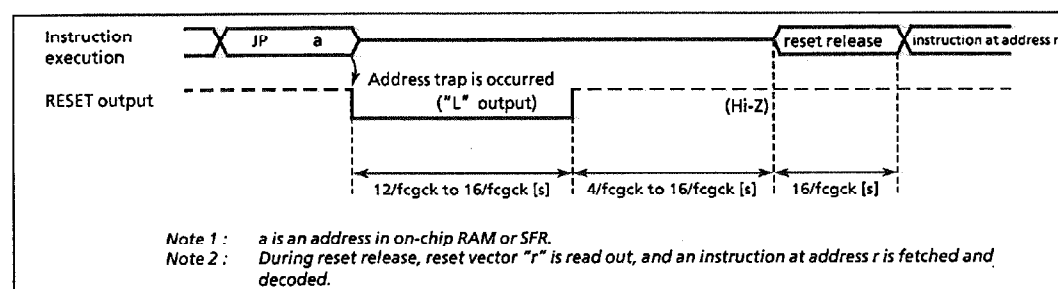 Instruction
execution
JP a
reset release
instruction at address r
Address trap is occurred
RESET output
("L" output)
(Hi-Z)
12/fcgck to 16/fcgck [s]
4/fcgck to 16/fcgck [s]
16/fcgck [s]
Note 1 : a is an address in on-chip RAM or SFR.
Note 2 : During reset release, reset vector "r" is read out, and an instruction at address r is fetched and
decoded.